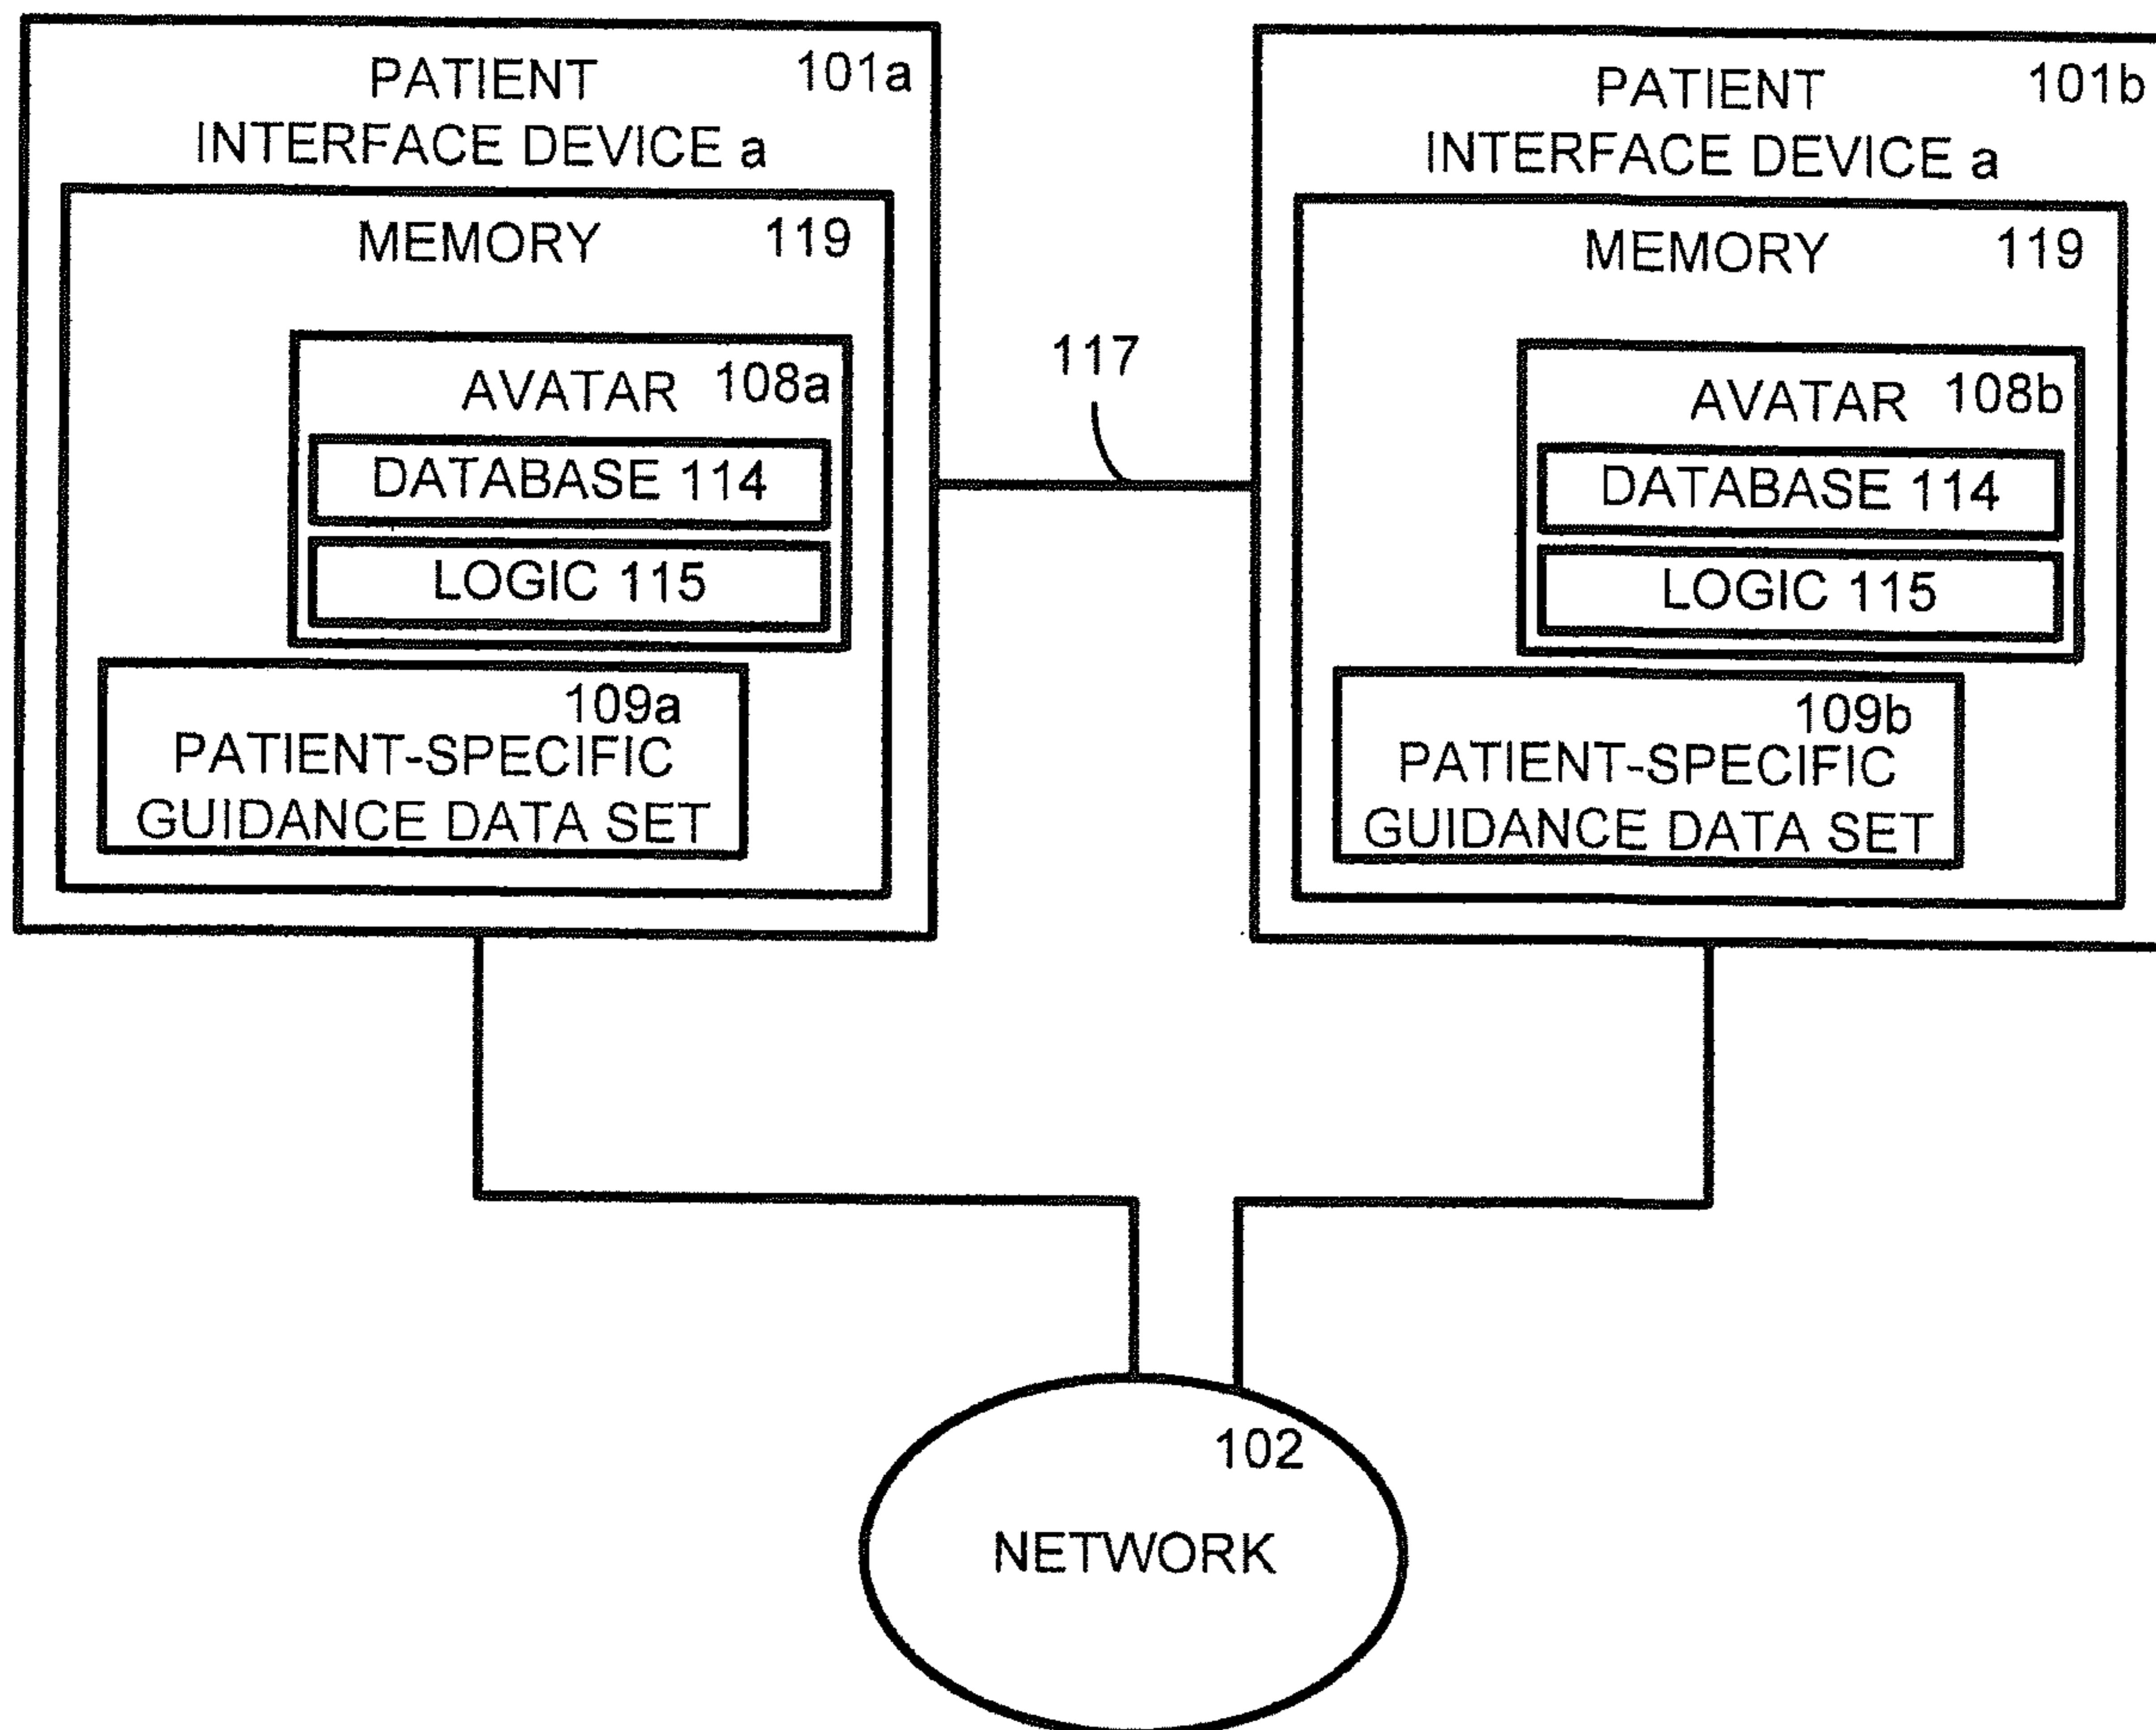 PATIENT 101a
INTERFACE DEVICE a
MEMORY 119
AVATAR 108a
DATABASE 114
LOGIC 115
109a
PATIENT-SPECIFIC
GUIDANCE DATA SET
117
PATIENT 101b
INTERFACE DEVICE a
MEMORY 119
AVATAR 108b
DATABASE 114
LOGIC 115
109b
PATIENT-SPECIFIC
GUIDANCE DATA SET
102
NETWORK